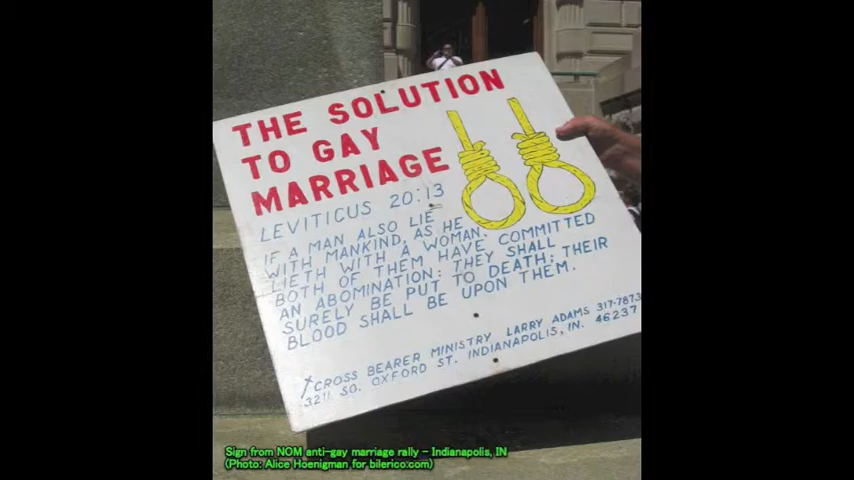 THE SOLUTION
TO GAY
MARRIAGE
LEVITICUS 20:13
IF A MAN ALSO LIE
WITH MANKIND, AS HE
LIETH WITH A WOMAN,
BOTH OF THEM HAVE COMMITTED
AN ABOMINATION: THEY SHALL
SURELY BE PUT TO DEATH; THEIR
BLOOD SHALL BE UPON THEM.
CROSS BEARER MINISTRY LARRY ADAMS 317-7873
3211 SO. OXFORD ST. INDIANAPOLIS, IN. 46237
Sign from NOM anti-gay marriage rally - Indianapolis, IN
(Photo: Alice Hoenigman for bilerico.com)